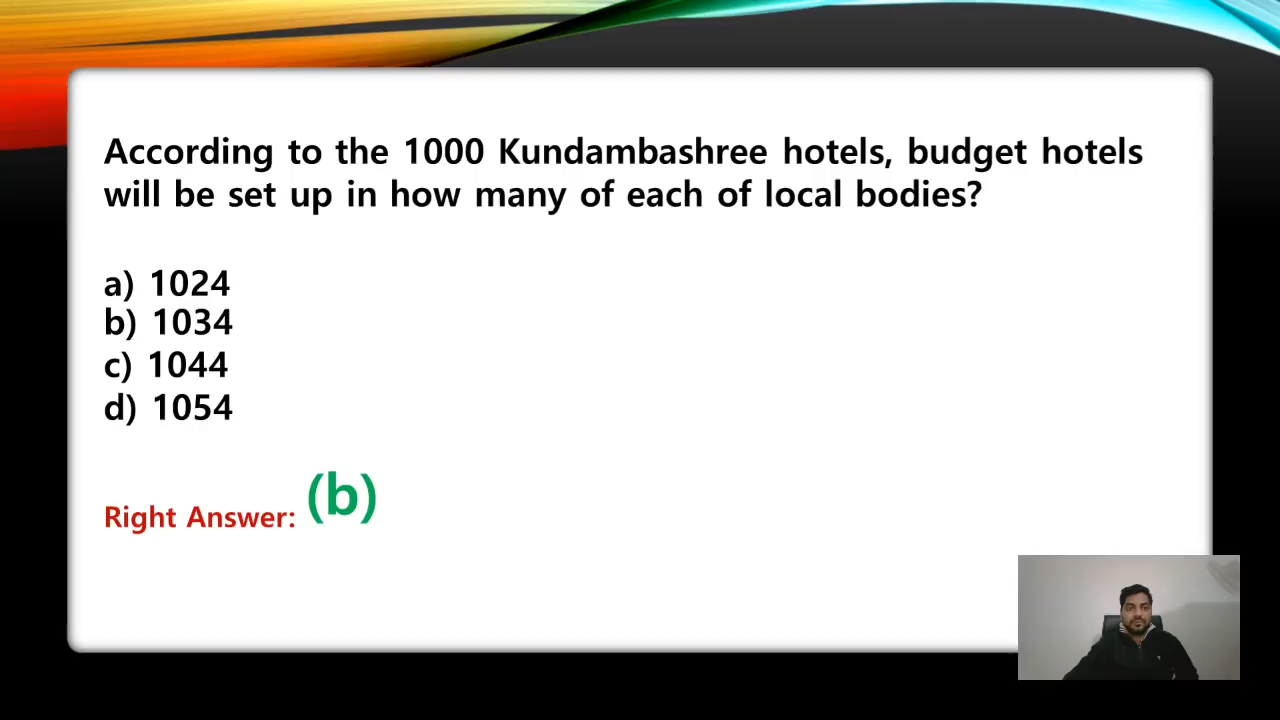 According to the 1000 Kundambashree hotels, budget hotels
will be set up in how many of each of local bodies?
a) 1024
b) 1034
c) 1044
d) 1054
Right Answer: (b)